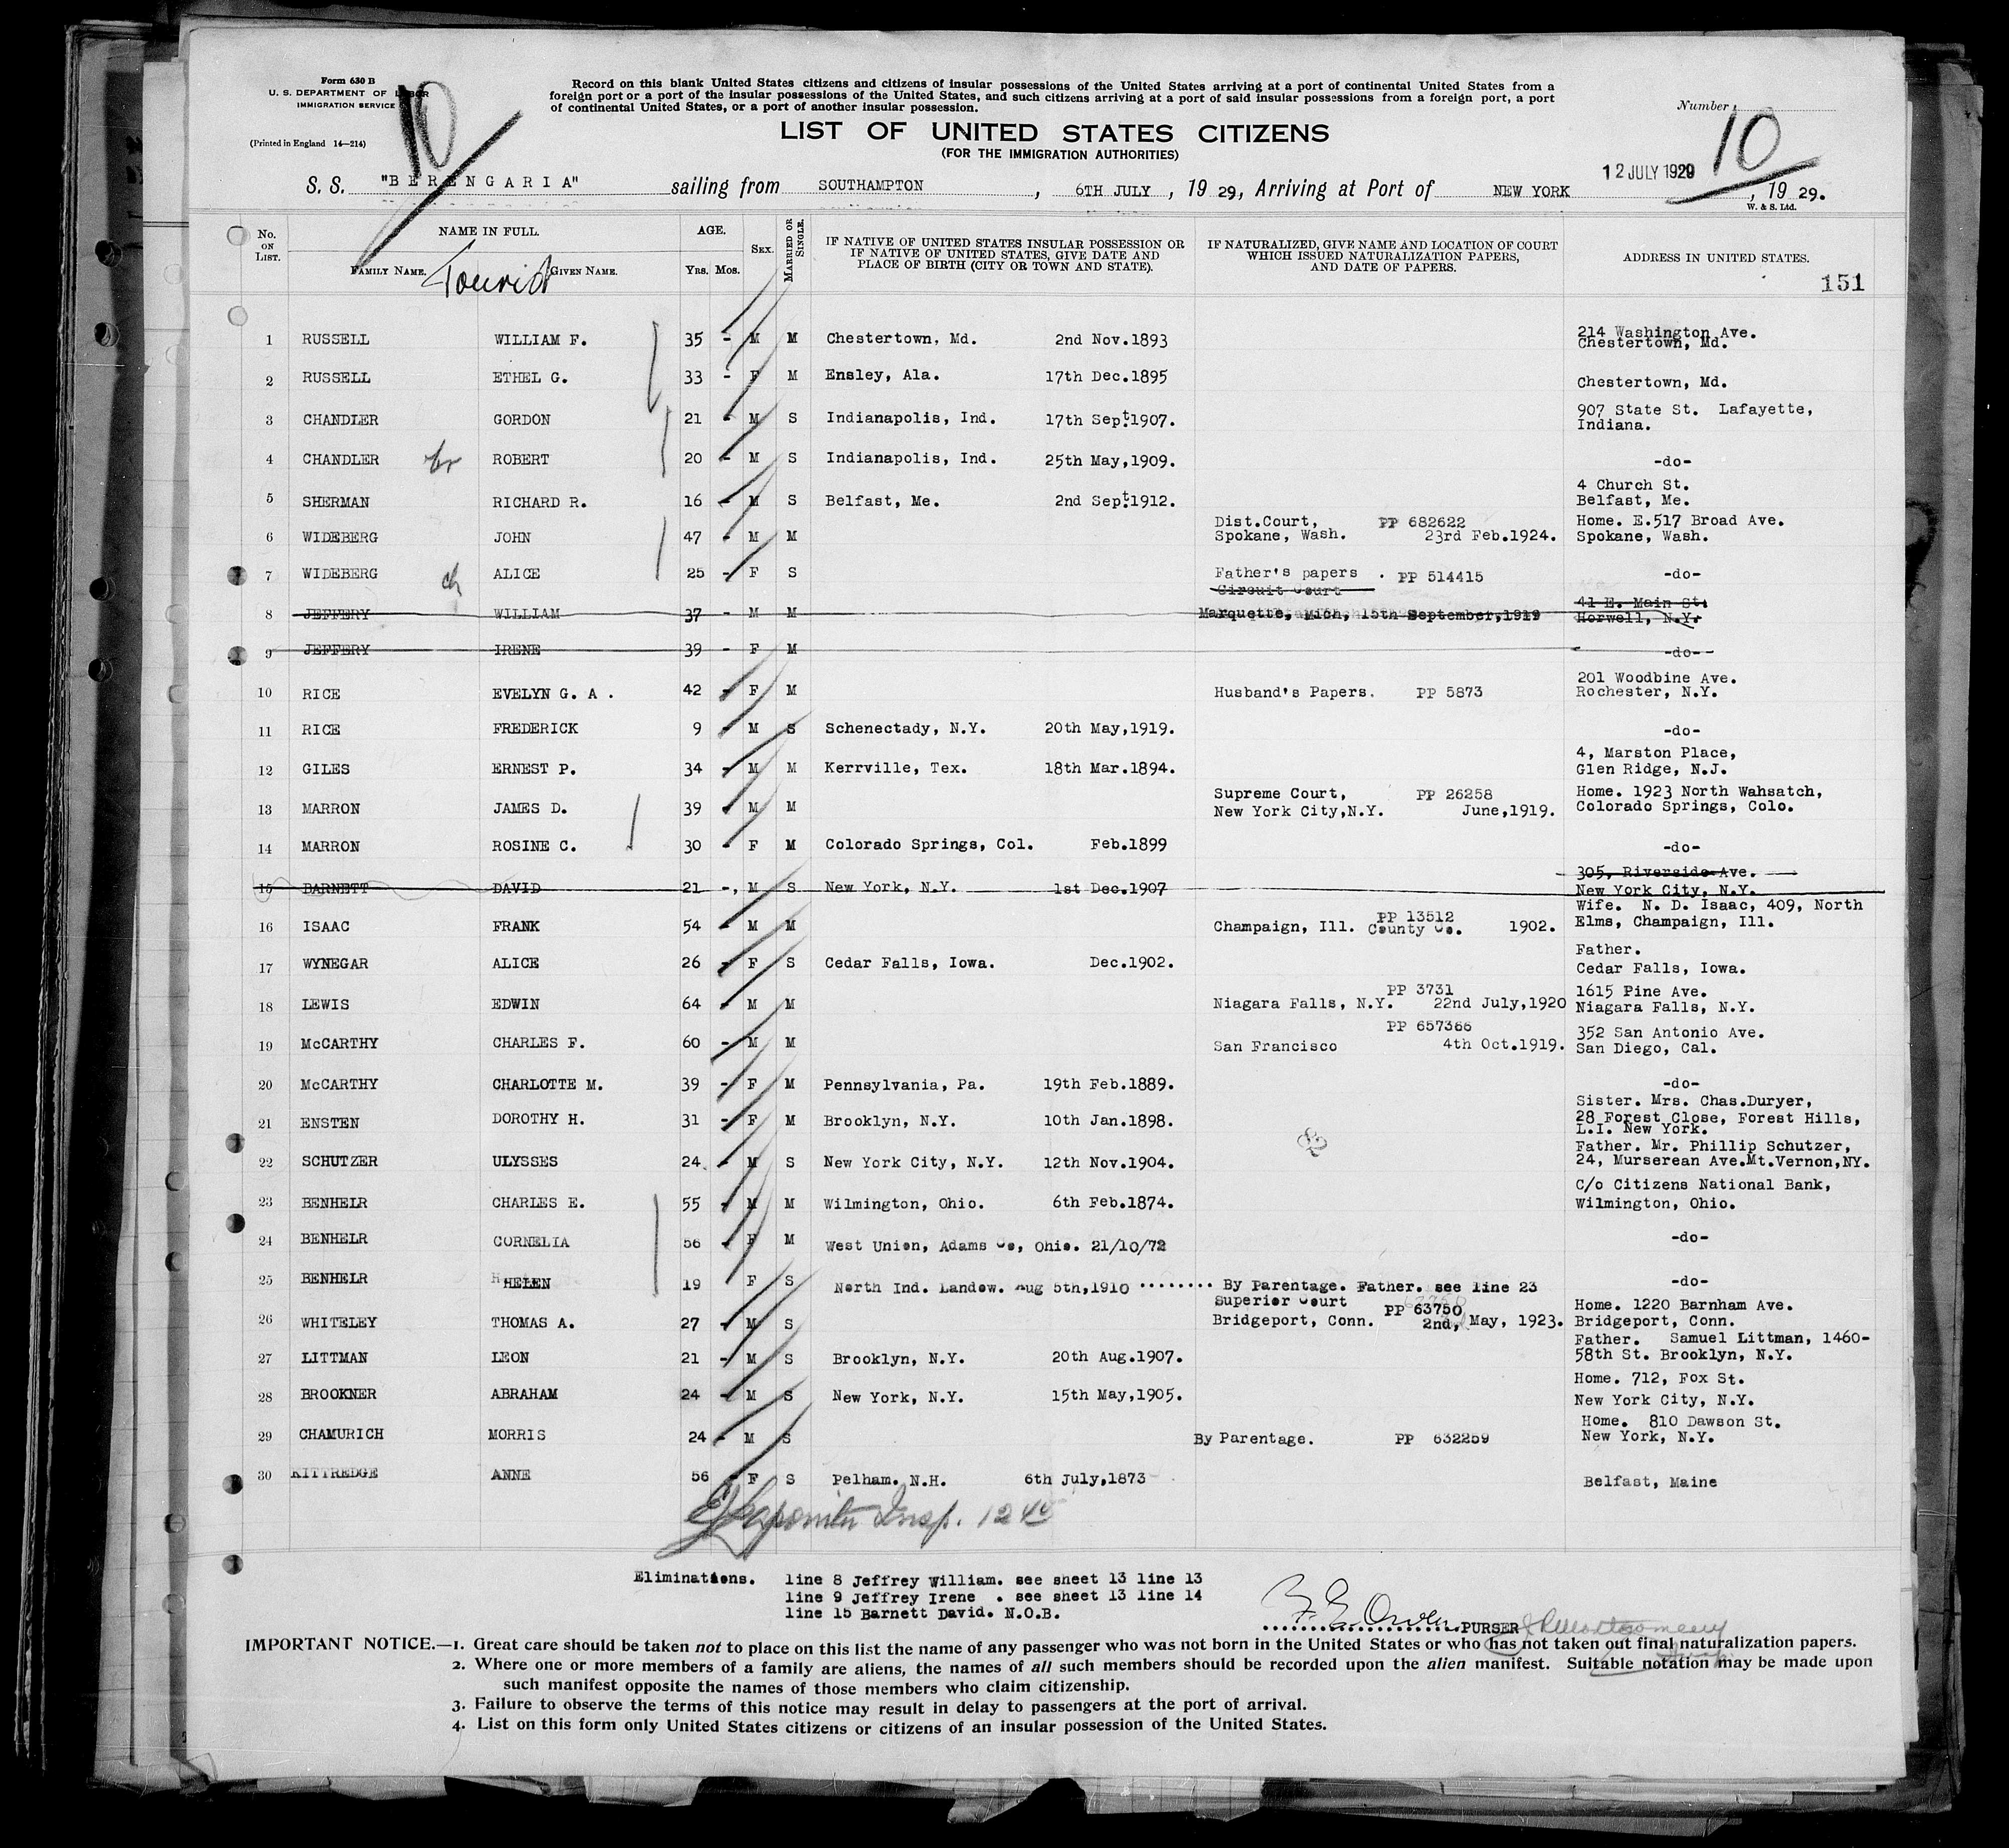 Form 630 B
U. S. DEPARTMENT OF LABOR
IMMIGRATION SERVICE
(Printed in England 14—214)
10
Record on this blank United States citizens and citizens of insular possessions of the United States arriving at a port of continental United States from a
foreign port or a port of the insular possessions of the United States, and such citizens arriving at a port of said insular possessions from a foreign port, a port
of continental United States, or a port of another insular possession.
Number
10
LIST OF UNITED STATES CITIZENS
(FOR THE IMMIGRATION AUTHORITIES)
12 JULY 1929
S. S. "BERENGARIA" sailing from SOUTHAMPTON, 6TH JULY, 19 29, Arriving at Port of NEW YORK, 19 29.
W. & S. Ltd.
No. ON LIST. NAME IN FULL. AGE. SEX. MARRIED OR SINGLE. IF NATIVE OF UNITED STATES INSULAR POSSESSION OR IF NATIVE OF UNITED STATES, GIVE DATE AND PLACE OF BIRTH (CITY OR TOWN AND STATE). IF NATURALIZED, GIVE NAME AND LOCATION OF COURT WHICH ISSUED NATURALIZATION PAPERS, AND DATE OF PAPERS. ADDRESS IN UNITED STATES.
FAMILY NAME. GIVEN NAME. Yrs. Mos.
Tourist
151
1 RUSSELL WILLIAM F. 35 - M M Chestertown, Md. 2nd Nov.1893 214 Washington Ave.
Chestertown, Md.
2 RUSSELL ETHEL G. 33 - F M Ensley, Ala. 17th Dec.1895 Chestertown, Md.
3 CHANDLER GORDON 21 - M S Indianapolis, Ind. 17th Sept.1907. 907 State St. Lafayette,
Indiana.
4 CHANDLER ROBERT 20 - M S Indianapolis, Ind. 25th May,1909. -do-
5 SHERMAN RICHARD R. 16 - M S Belfast, Me. 2nd Sept.1912. 4 Church St.
Belfast, Me.
6 WIDEBERG JOHN 47 - M M Dist.Court, PP 682622 Home. E.517 Broad Ave.
Spokane, Wash. 23rd Feb.1924. Spokane, Wash.
7 WIDEBERG ALICE 25 - F S Father's papers . PP 514415 -do-
Circuit Court 41 E. Main St.
8 JEFFERY WILLIAM 37 - M M Marquette, Mich, 15th September,1919 Horwell, N.Y.
9 JEFFERY IRENE 39 - F M -do-
10 RICE EVELYN G. A . 42 - F M Husband's Papers. PP 5873 201 Woodbine Ave.
Rochester, N.Y.
11 RICE FREDERICK 9 - M S Schenectady, N.Y. 20th May,1919. -do-
12 GILES ERNEST P. 34 - M M Kerrville, Tex. 18th Mar.1894. 4, Marston Place,
Glen Ridge, N.J.
13 MARRON JAMES D. 39 - M M Supreme Court, PP 26258 Home. 1923 North Wahsatch,
New York City,N.Y. June,1919. Colorado Springs, Colo.
14 MARRON ROSINE C. 30 - F M Colorado Springs, Col. Feb.1899 -do-
15 BARNETT DAVID 21 - M S New York, N.Y. 1st Dec.1907 305, Riverside Ave.
New York City, N.Y.
16 ISAAC FRANK 54 - M M Champaign, Ill. PP 13512 County Co. 1902. Wife. N. D. Isaac, 409, North
Elms, Champaign, Ill.
17 WYNEGAR ALICE 26 - F S Cedar Falls, Iowa. Dec.1902. Father.
Cedar Falls, Iowa.
18 LEWIS EDWIN 64 - M M PP 3731 1615 Pine Ave.
Niagara Falls, N.Y. 22nd July,1920 Niagara Falls, N.Y.
19 McCARTHY CHARLES F. 60 - M M PP 657366 352 San Antonio Ave.
San Francisco 4th Oct.1919. San Diego, Cal.
20 McCARTHY CHARLOTTE M. 39 - F M Pennsylvania, Pa. 19th Feb.1889. -do-
21 ENSTEN DOROTHY H. 31 - F M Brooklyn, N.Y. 10th Jan.1898. Sister. Mrs. Chas.Duryer,
28 Forest Close, Forest Hills,
L.I. New York.
22 SCHUTZER ULYSSES 24 - M S New York City, N.Y. 12th Nov.1904. Father. Mr. Phillip Schutzer,
24, Murserean Ave.Mt.Vernon,NY.
23 BENHELR CHARLES E. 55 - M M Wilmington, Ohio. 6th Feb.1874. C/o Citizens National Bank,
Wilmington, Ohio.
24 BENHELR CORNELIA 56 - F M West Union, Adams Co, Ohio. 21/10/72 -do-
25 BENHELR HELEN 19 F S North Ind. Landow. Aug 5th,1910 ........ By Parentage. Father. see line 23 -do-
26 WHITELEY THOMAS A. 27 - M S Superior Court PP 63750 Home. 1220 Barnham Ave.
Bridgeport, Conn. 2nd, May, 1923. Bridgeport, Conn.
27 LITTMAN LEON 21 - M S Brooklyn, N.Y. 20th Aug.1907. Father. Samuel Littman, 1460-
58th St. Brooklyn, N.Y.
28 BROOKNER ABRAHAM 24 - M S New York, N.Y. 15th May,1905. Home. 712, Fox St.
New York City, N.Y.
29 CHAMURICH MORRIS 24 - M S By Parentage. PP 632259 Home. 810 Dawson St.
New York, N.Y.
30 KITTREDGE ANNE 56 - F S Pelham. N.H. 6th July,1873 Belfast, Maine
Insp. 1240
Eliminations. line 8 Jeffrey William. see sheet 13 line 13
line 9 Jeffrey Irene . see sheet 13 line 14
line 15 Barnett David. N.O.B.
F. E. Owen PURSER
IMPORTANT NOTICE.—1. Great care should be taken not to place on this list the name of any passenger who was not born in the United States or who has not taken out final naturalization papers.
2. Where one or more members of a family are aliens, the names of all such members should be recorded upon the alien manifest. Suitable notation may be made upon
such manifest opposite the names of those members who claim citizenship.
3. Failure to observe the terms of this notice may result in delay to passengers at the port of arrival.
4. List on this form only United States citizens or citizens of an insular possession of the United States.